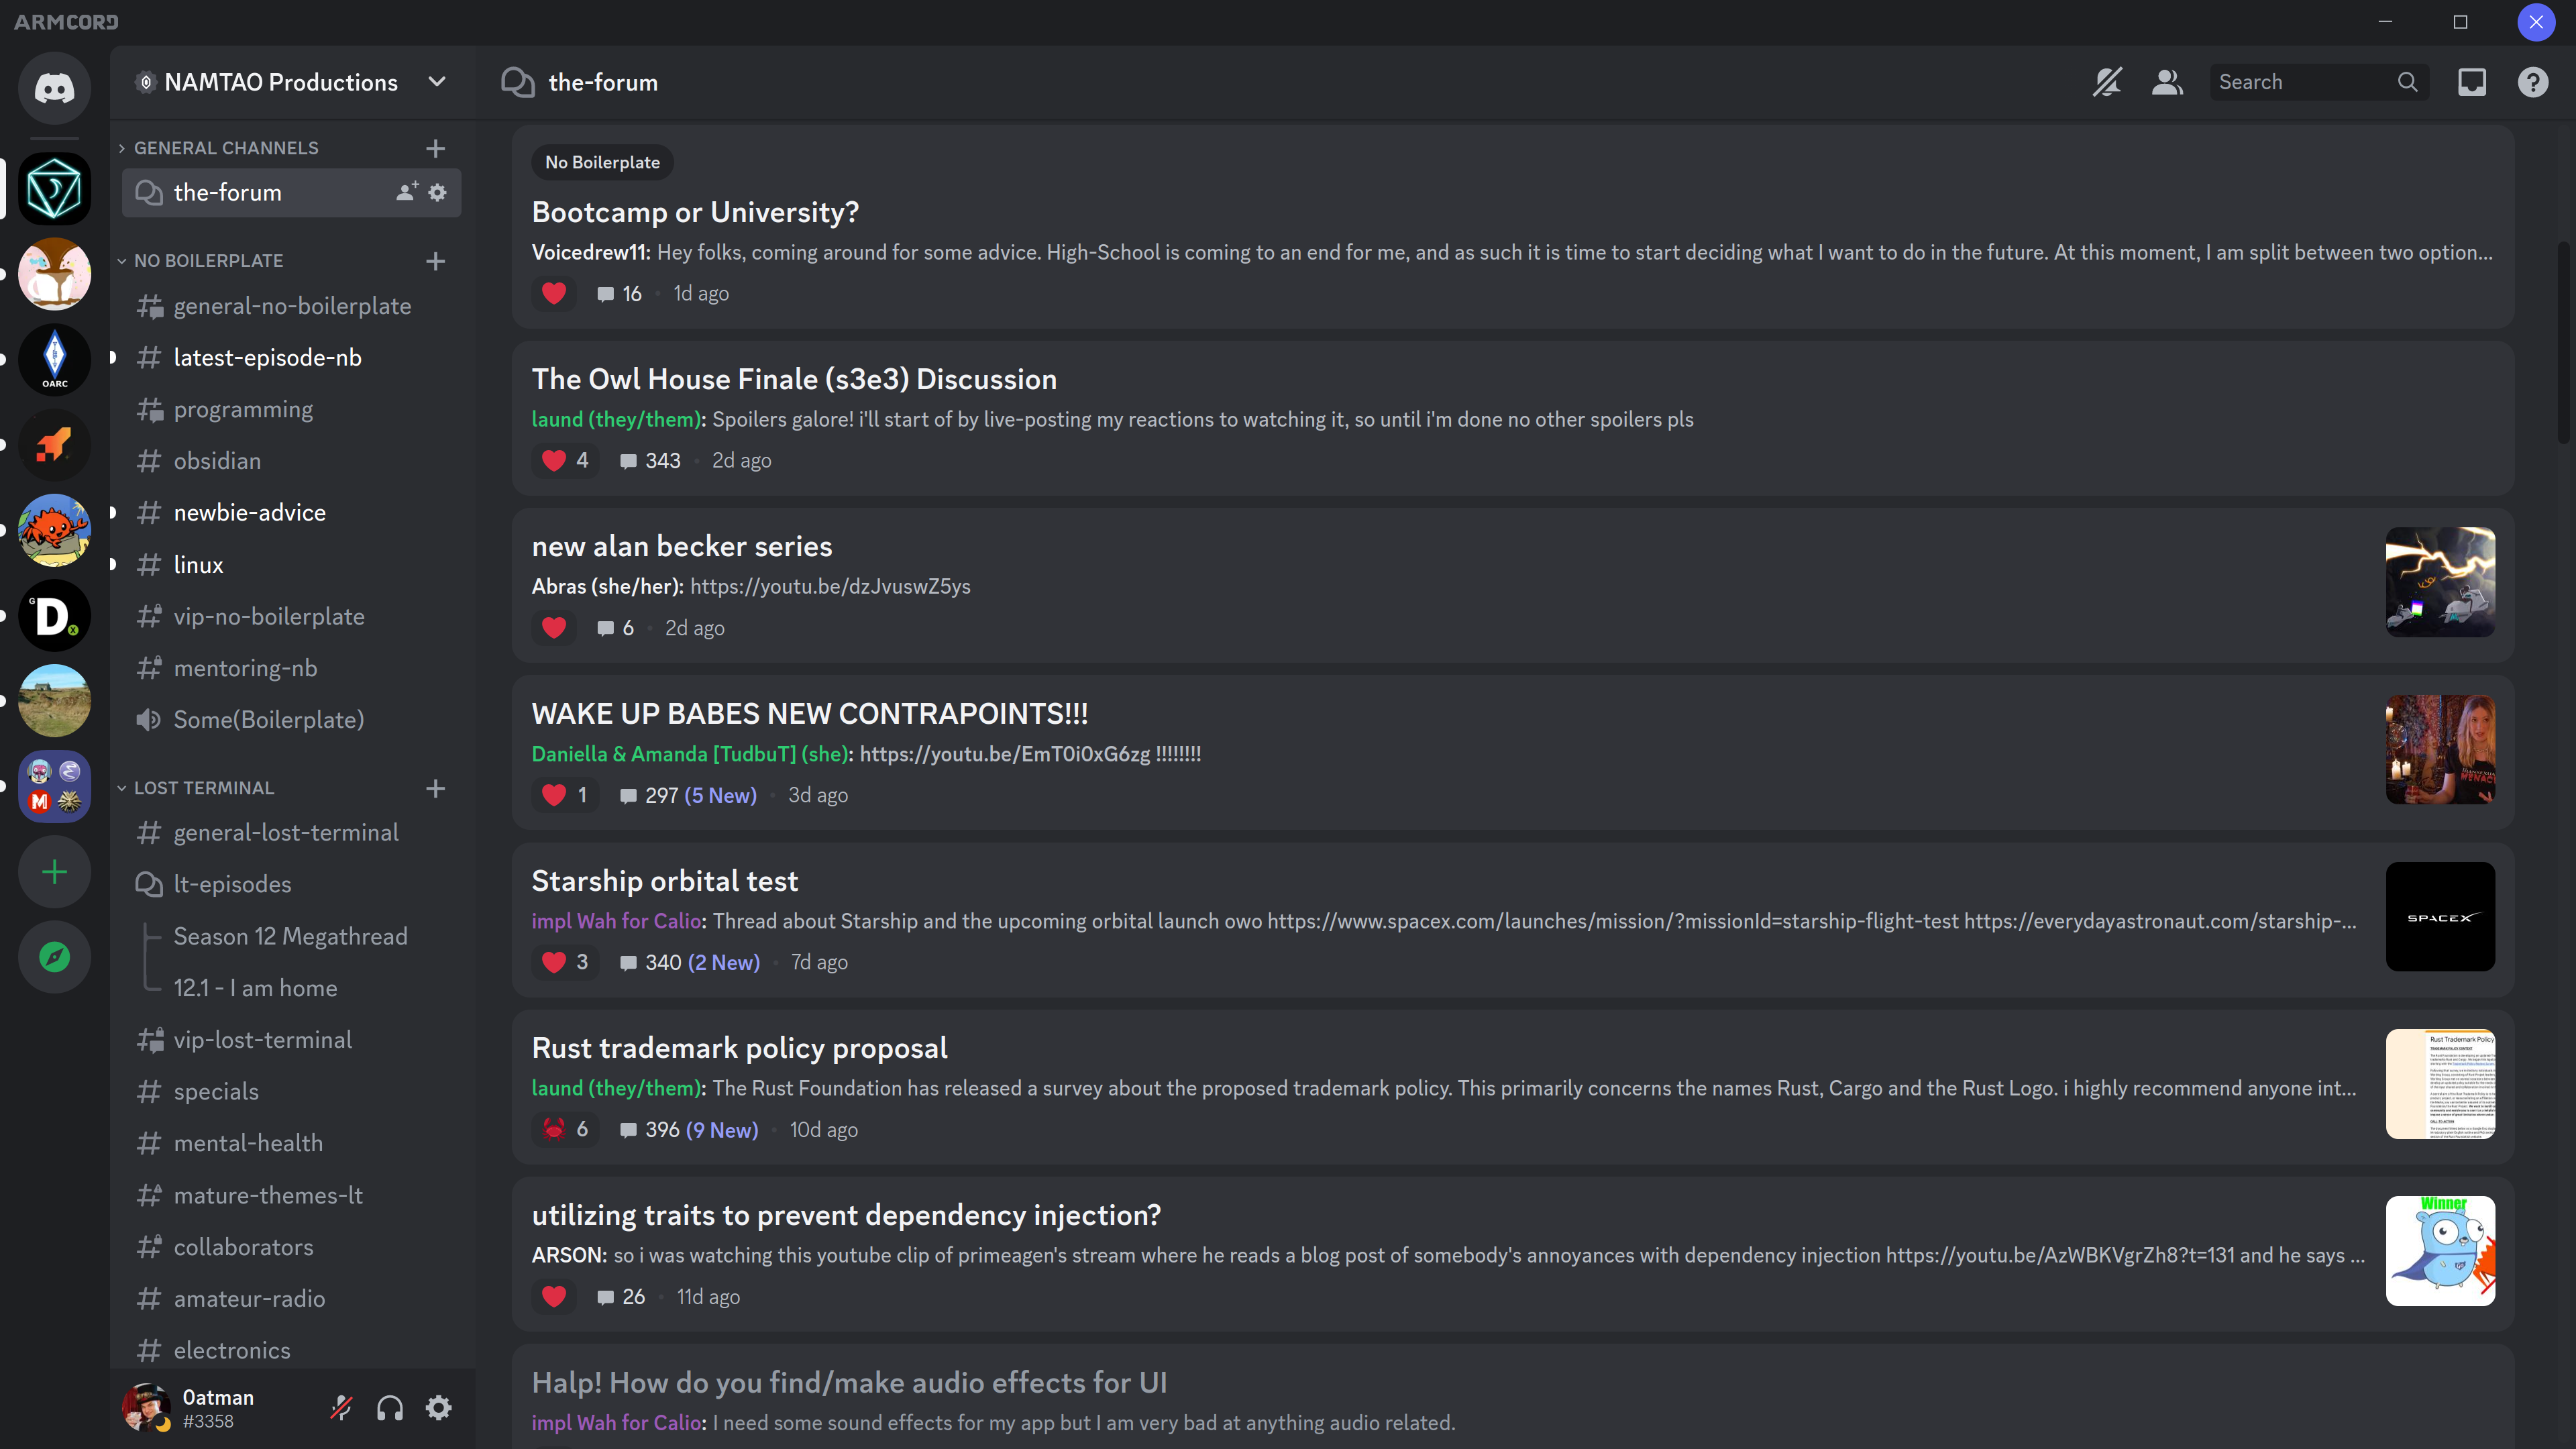 ARMCORD
NAMTAO Productions
the-forum
Search
GENERAL CHANNELS
the-forum
NO BOILERPLATE
general-no-boilerplate
latest-episode-nb
programming
obsidian
newbie-advice
linux
vip-no-boilerplate
mentoring-nb
Some(Boilerplate)
LOST TERMINAL
general-lost-terminal
lt-episodes
Season 12 Megathread
12.1 - I am home
vip-lost-terminal
specials
mental-health
mature-themes-lt
collaborators
amateur-radio
electronics
0atman
#3358
OARC
G D x
M
No Boilerplate
Bootcamp or University?
Voicedrew11: Hey folks, coming around for some advice. High-School is coming to an end for me, and as such it is time to start deciding what I want to do in the future. At this moment, I am split between two option...
16 • 1d ago
The Owl House Finale (s3e3) Discussion
laund (they/them): Spoilers galore! i'll start of by live-posting my reactions to watching it, so until i'm done no other spoilers pls
4 343 • 2d ago
new alan becker series
Abras (she/her): https://youtu.be/dzJvuswZ5ys
6 • 2d ago
WAKE UP BABES NEW CONTRAPOINTS!!!
Daniella & Amanda [TudbuT] (she): https://youtu.be/EmT0i0xG6zg !!!!!!!!
1 297 (5 New) • 3d ago
Starship orbital test
impl Wah for Calio: Thread about Starship and the upcoming orbital launch owo https://www.spacex.com/launches/mission/?missionId=starship-flight-test https://everydayastronaut.com/starship-...
3 340 (2 New) • 7d ago
SPACEX
Rust trademark policy proposal
laund (they/them): The Rust Foundation has released a survey about the proposed trademark policy. This primarily concerns the names Rust, Cargo and the Rust Logo. i highly recommend anyone int...
6 396 (9 New) • 10d ago
Rust Trademark Policy
utilizing traits to prevent dependency injection?
ARSON: so i was watching this youtube clip of primeagen's stream where he reads a blog post of somebody's annoyances with dependency injection https://youtu.be/AzWBKVgrZh8?t=131 and he says ...
26 • 11d ago
Winner
Halp! How do you find/make audio effects for UI
impl Wah for Calio: I need some sound effects for my app but I am very bad at anything audio related.